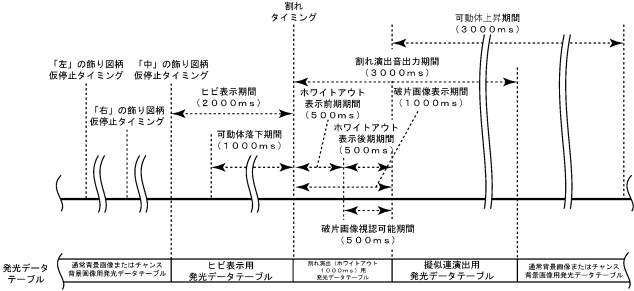 割れ
タイミング
可動体上昇期間
（３０００ｍｓ）
「左」の飾り図柄
仮停止タイミング
「中」の飾り図柄
仮停止タイミング
割れ演出音出力期間
（３０００ｍｓ）
「右」の飾り図柄
仮停止タイミング
ヒビ表示期間
（２０００ｍｓ）
ホワイトアウト
表示前期期間
（５００ｍｓ）
破片画像表示期間
（１０００ｍｓ）
可動体落下期間
（１０００ｍｓ）
ホワイトアウト
表示後期期間
（５００ｍｓ）
破片画像視認可能期間
（５００ｍｓ）
発光データ
テーブル
通常背景画像またはチャンス
背景画像用発光データテーブル
ヒビ表示用
発光データテーブル
割れ演出（ホワイトアウト
１０００ｍｓ）用
発光データテーブル
擬似連演出用
発光データテーブル
通常背景画像またはチャンス
背景画像用発光データテーブル